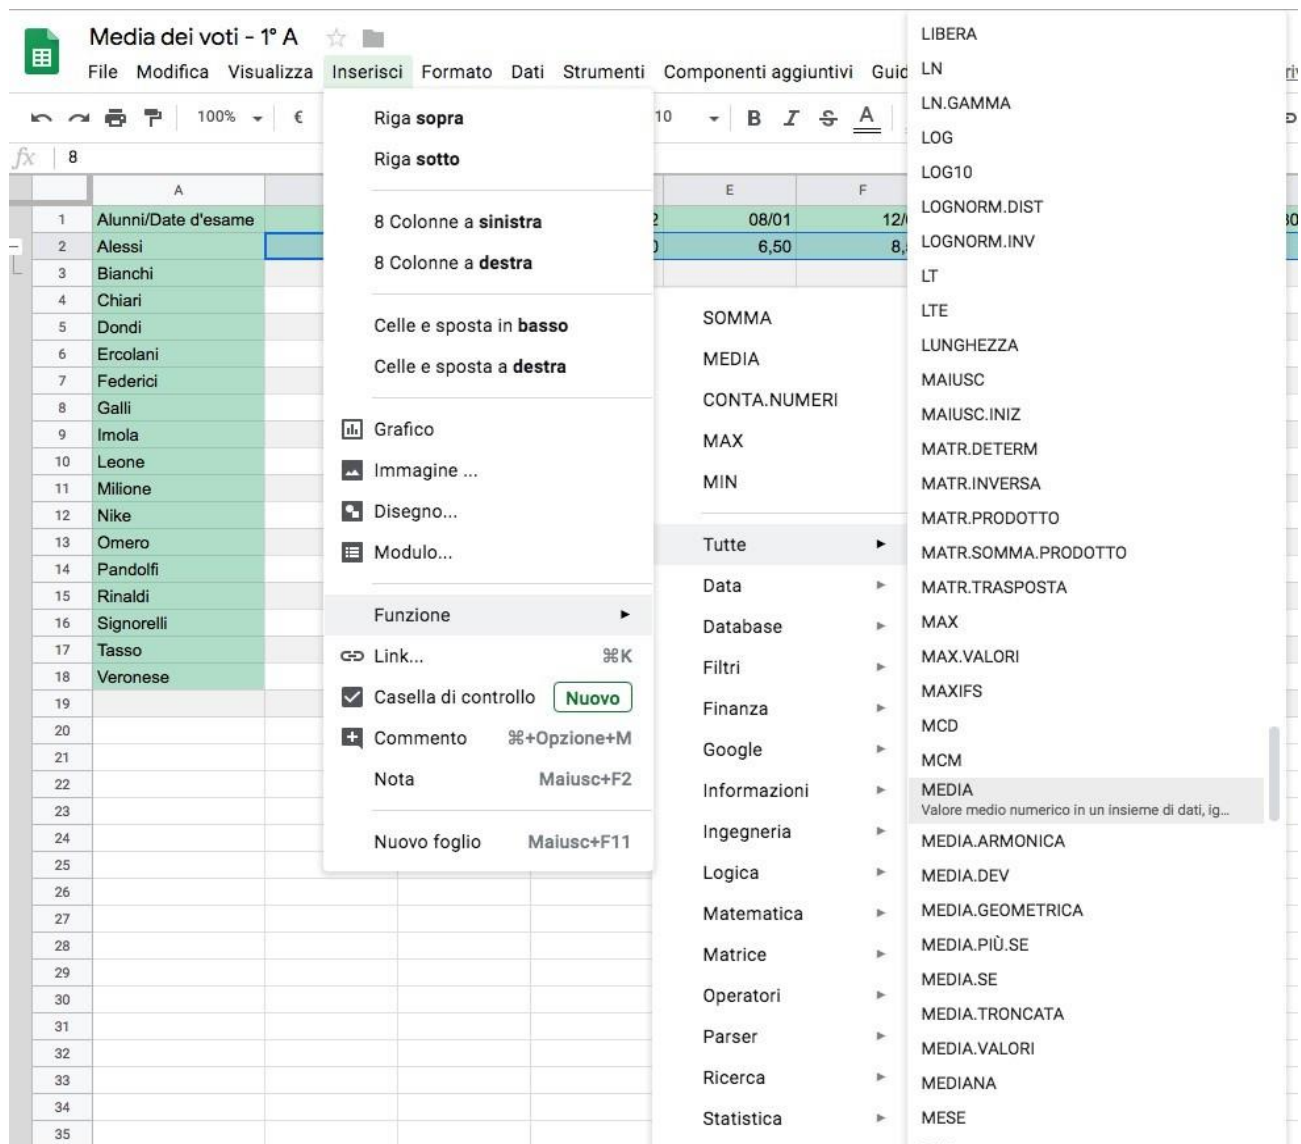 Media dei voti - 1° A
File Modifica Visualizza Inserisci Formato Dati Strumenti Componenti aggiuntivi Guid
100% € 10 B I S A
fx 8
A E F
1 Alunni/Date d'esame 08/01 12/
2 Alessi 6,50 8,
3 Bianchi
4 Chiari
5 Dondi
6 Ercolani
7 Federici
8 Galli
9 Imola
10 Leone
11 Milione
12 Nike
13 Omero
14 Pandolfi
15 Rinaldi
16 Signorelli
17 Tasso
18 Veronese
19
20
21
22
23
24
25
26
27
28
29
30
31
32
33
34
35
Riga sopra
Riga sotto
8 Colonne a sinistra
8 Colonne a destra
Celle e sposta in basso
Celle e sposta a destra
Grafico
Immagine ...
Disegno...
Modulo...
Funzione
Link... ⌘K
Casella di controllo Nuovo
Commento ⌘+Opzione+M
Nota Maiusc+F2
Nuovo foglio Maiusc+F11
SOMMA
MEDIA
CONTA.NUMERI
MAX
MIN
Tutte
Data
Database
Filtri
Finanza
Google
Informazioni
Ingegneria
Logica
Matematica
Matrice
Operatori
Parser
Ricerca
Statistica
LIBERA
LN
LN.GAMMA
LOG
LOG10
LOGNORM.DIST
LOGNORM.INV
LT
LTE
LUNGHEZZA
MAIUSC
MAIUSC.INIZ
MATR.DETERM
MATR.INVERSA
MATR.PRODOTTO
MATR.SOMMA.PRODOTTO
MATR.TRASPOSTA
MAX
MAX.VALORI
MAXIFS
MCD
MCM
MEDIA
Valore medio numerico in un insieme di dati, ig...
MEDIA.ARMONICA
MEDIA.DEV
MEDIA.GEOMETRICA
MEDIA.PIÙ.SE
MEDIA.SE
MEDIA.TRONCATA
MEDIA.VALORI
MEDIANA
MESE